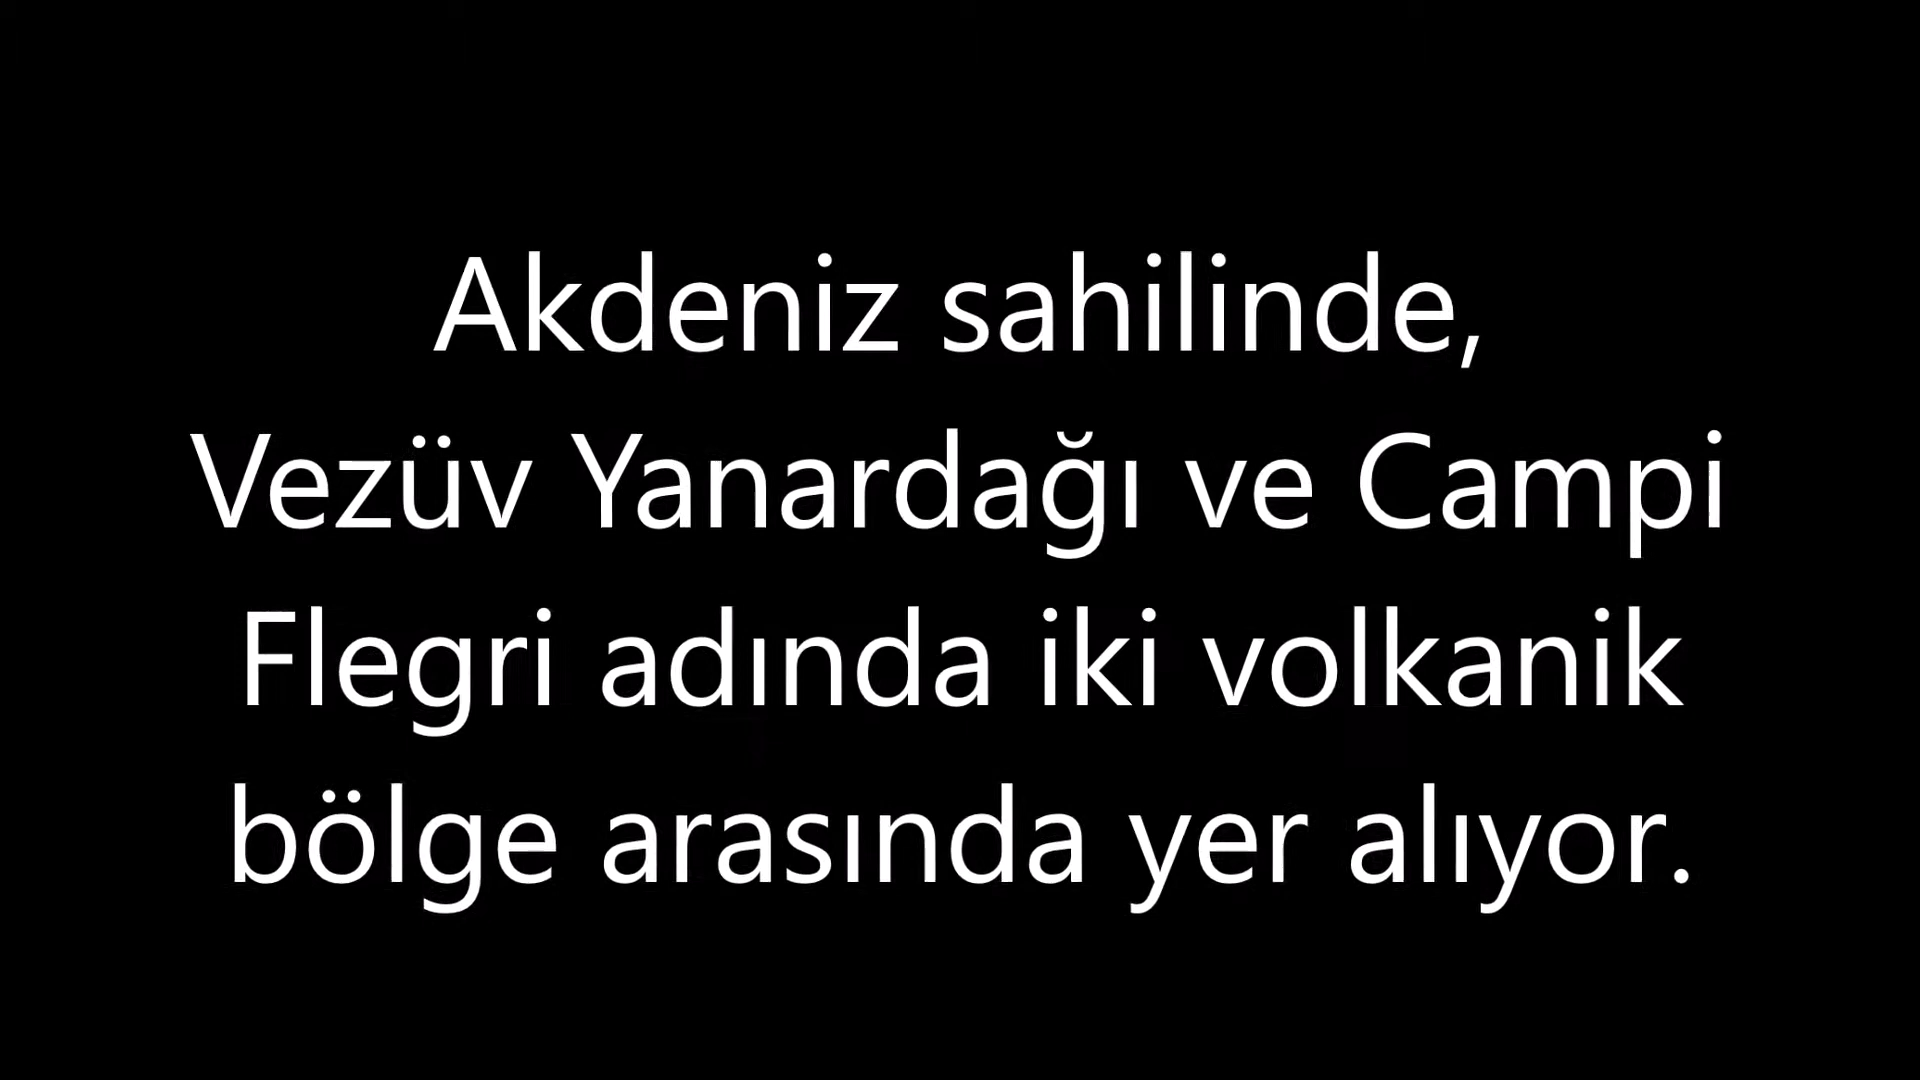 Akdeniz sahilinde,
Vezüv Yanardağı ve Campi
Flegri adında iki volkanik
bölge arasında yer alıyor.